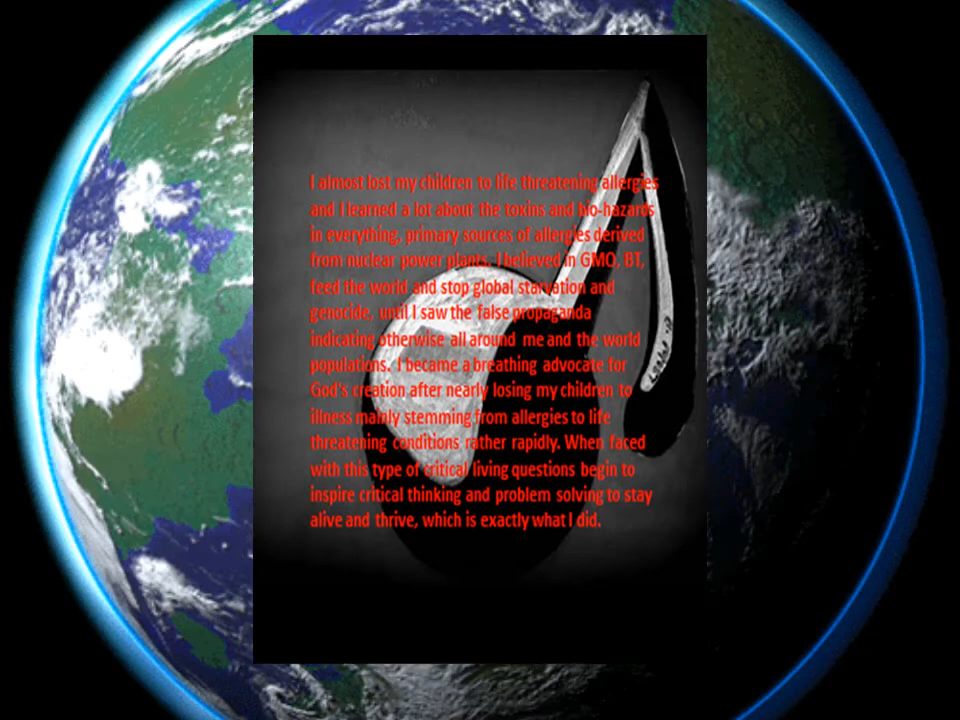 I almost lost my children to life threatening allergies
and I learned a lot about the toxins and bio-hazards
in everything, primary sources of allergies derived
from nuclear power plants. I believed in GMO, BT,
feed the world and stop global starvation and
genocide, until I saw the false propaganda
indicating otherwise all around me and the world
populations. I became a breathing advocate for
God's creation after nearly losing my children to
illness mainly stemming from allergies to life
threatening conditions rather rapidly. When faced
with this type of critical living questions begin to
inspire critical thinking and problem solving to stay
alive and thrive, which is exactly what I did.